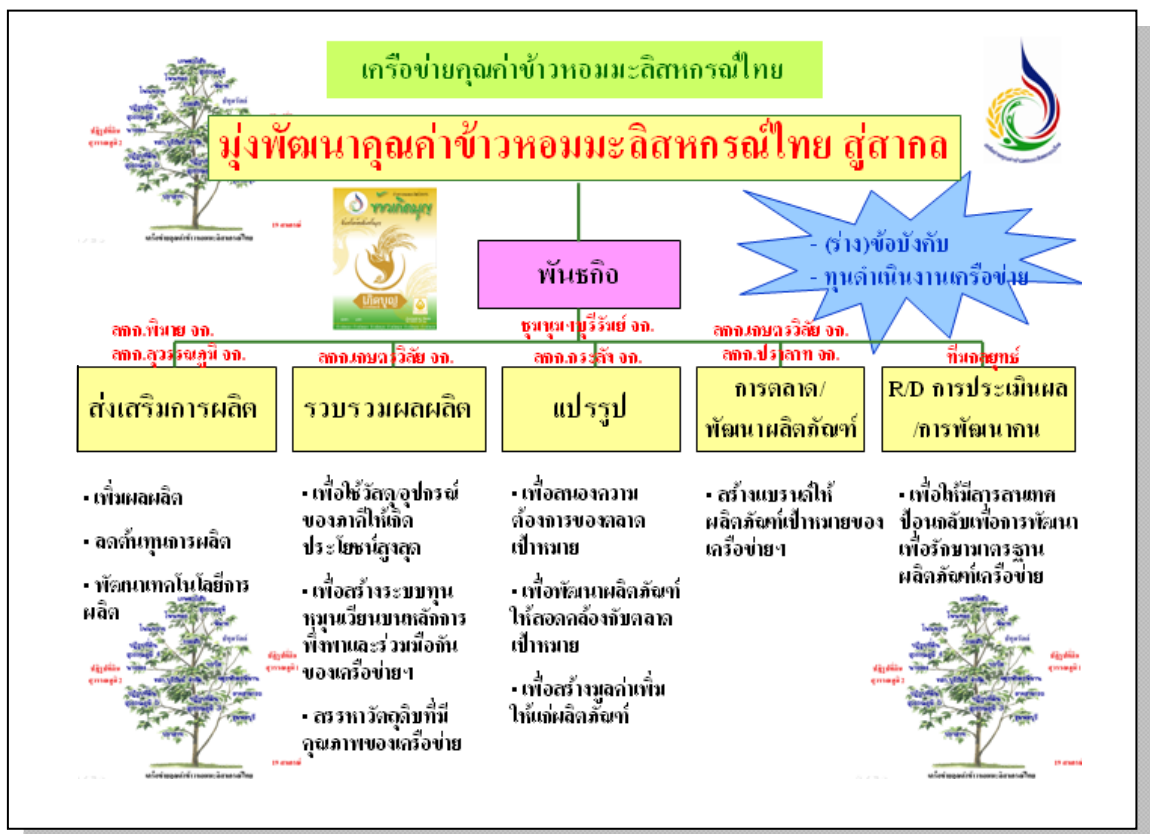 เครือข่ายคุณค่าข้าวหอมมะลิสหกรณ์ไทย
มุ่งพัฒนาคุณค่าข้าวหอมมะลิสหกรณ์ไทย สู่สากล
ข้าวเกิดบุญ
เกิดบุญ
- (ร่าง)ข้อบังคับ
- ทุนดำเนินงานเครือข่าย
พันธกิจ
สกก.พิมาย จก.
สกก.สุวรรณภูมิ จก.
สกก.เกษตรวิสัย จก.
ชุมนุมฯบุรีรัมย์ จก.
สกก.กระสัง จก.
สกก.เกษตรวิสัย จก.
สกก.ปราสาท จก.
ทีมกลยุทธ์
ส่งเสริมการผลิต
รวบรวมผลผลิต
แปรรูป
การตลาด/
พัฒนาผลิตภัณฑ์
R/D การประเมินผล
/การพัฒนาคน
▪ เพิ่มผลผลิต
▪ ลดต้นทุนการผลิต
▪ พัฒนาเทคโนโลยีการ
ผลิต
▪ เพื่อใช้วัสดุ/อุปกรณ์
ของภาคีให้เกิด
ประโยชน์สูงสุด
▪ เพื่อสร้างระบบทุน
หมุนเวียนบนหลักการ
พึ่งพาและร่วมมือกัน
ของเครือข่ายฯ
▪ สรรหาวัตถุดิบที่มี
คุณภาพของเครือข่าย
▪ เพื่อสนองความ
ต้องการของตลาด
เป้าหมาย
▪ เพื่อพัฒนาผลิตภัณฑ์
ให้สอดคล้องกับตลาด
เป้าหมาย
▪ เพื่อสร้างมูลค่าเพิ่ม
ให้แก่ผลิตภัณฑ์
▪ สร้างแบรนด์ให้
ผลิตภัณฑ์เป้าหมายของ
เครือข่ายฯ
▪ เพื่อให้มีสารสนเทศ
ป้อนกลับเพื่อการพัฒนา
เพื่อรักษามาตรฐาน
ผลิตภัณฑ์เครือข่าย